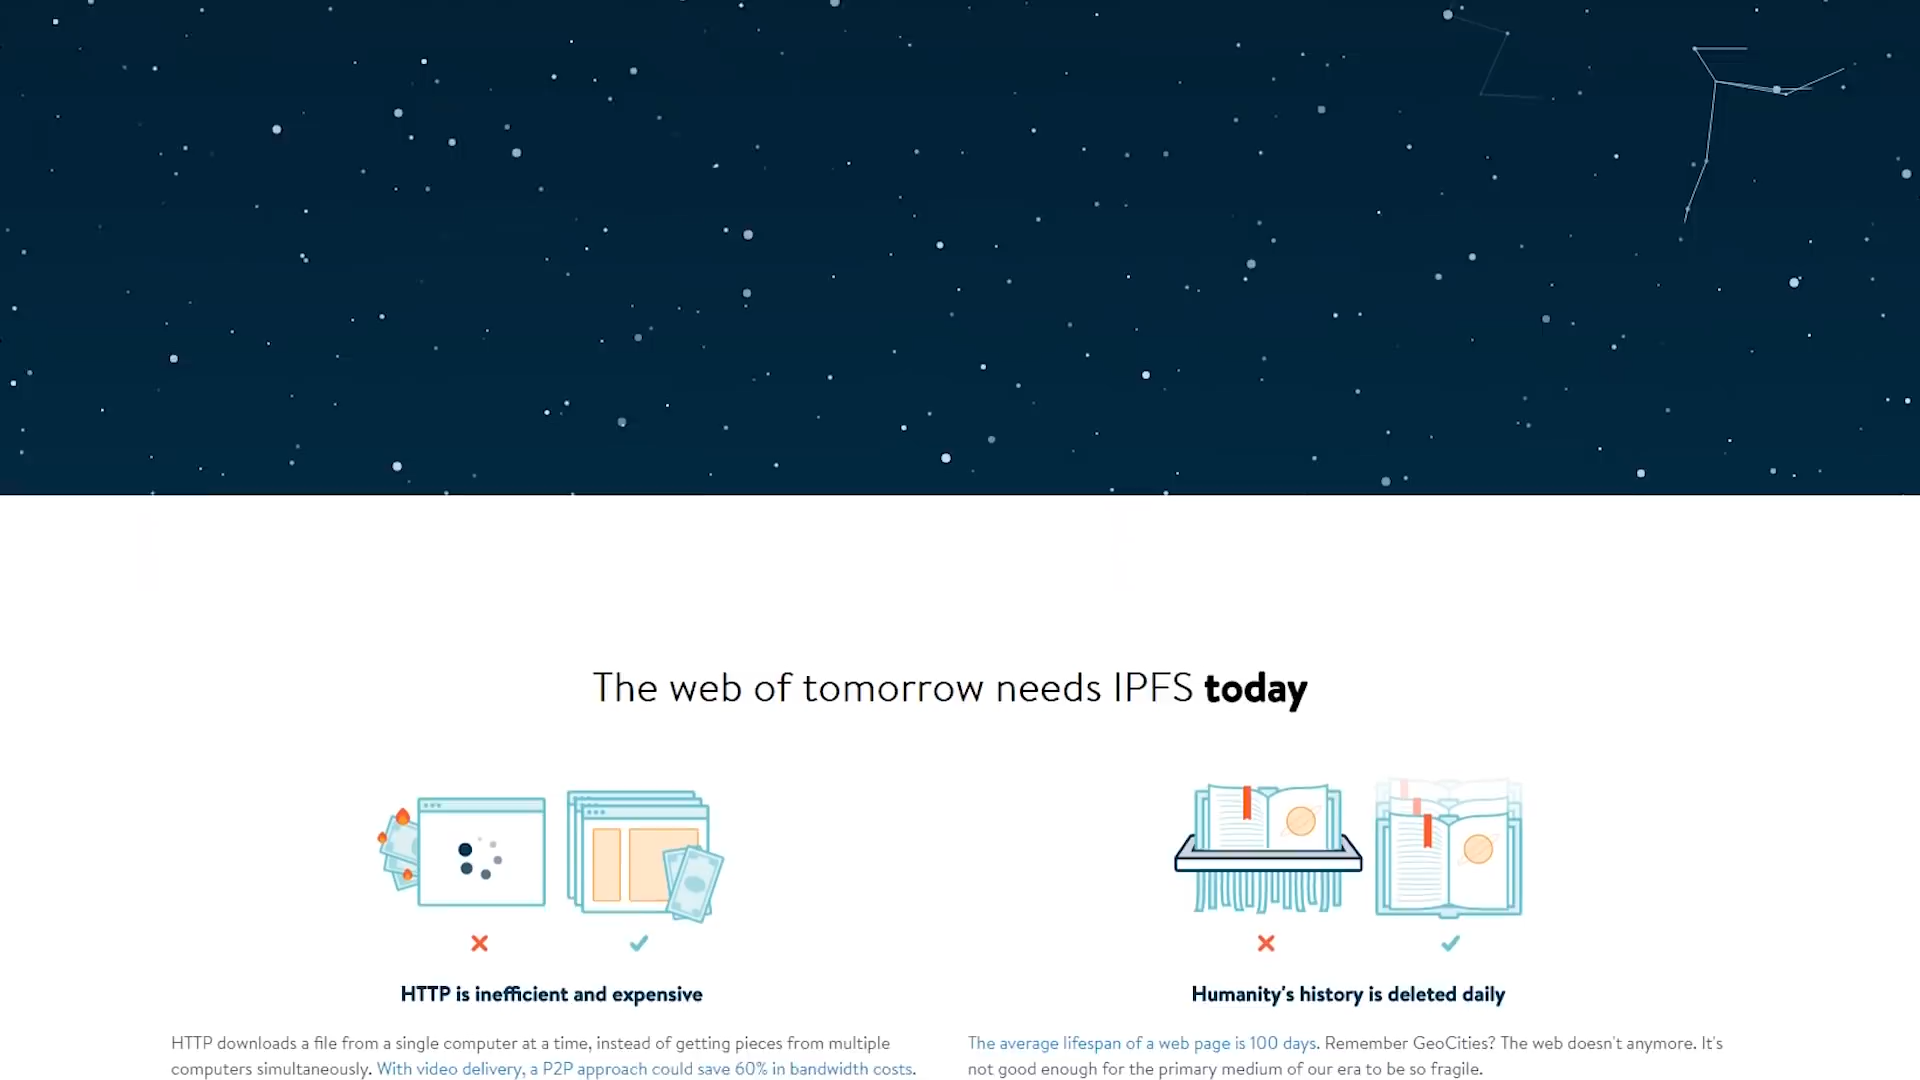 The web of tomorrow needs IPFS today
HTTP is inefficient and expensive
HTTP downloads a file from a single computer at a time, instead of getting pieces from multiple
computers simultaneously. With video delivery, a P2P approach could save 60% in bandwidth costs.
Humanity's history is deleted daily
The average lifespan of a web page is 100 days. Remember GeoCities? The web doesn't anymore. It's
not good enough for the primary medium of our era to be so fragile.